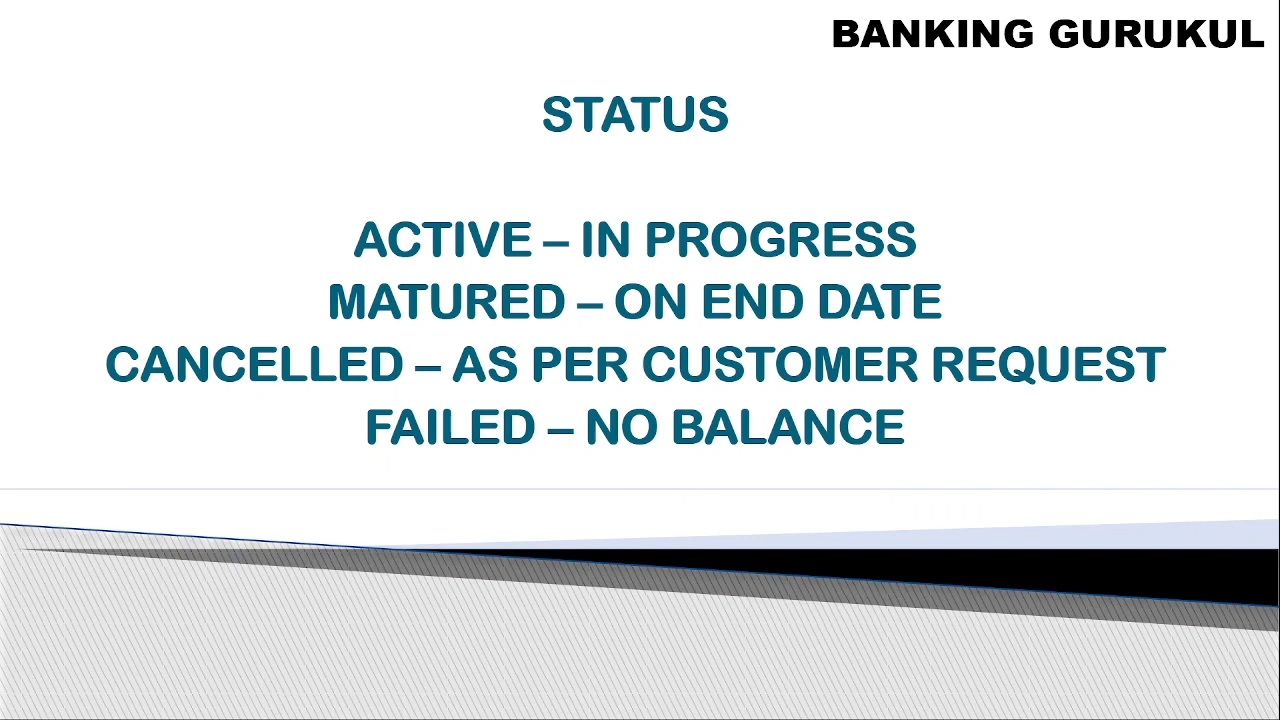 BANKING GURUKUL
STATUS
ACTIVE – IN PROGRESS
MATURED – ON END DATE
CANCELLED – AS PER CUSTOMER REQUEST
FAILED – NO BALANCE